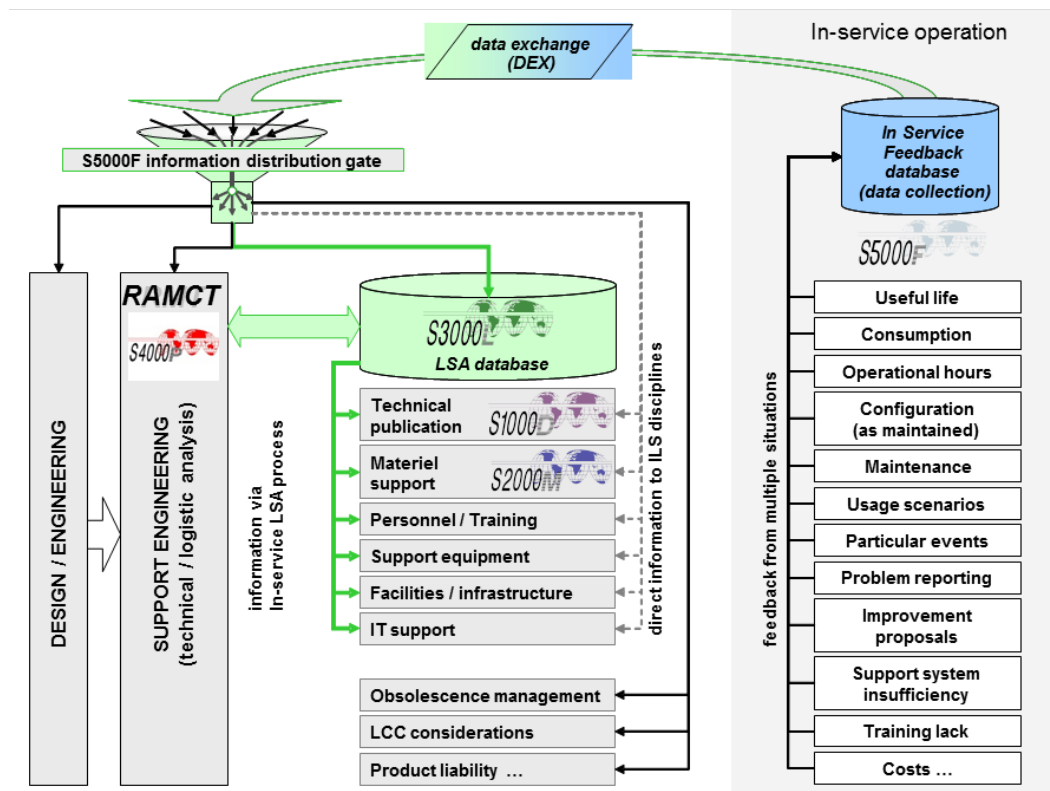 In-service operation
data exchange
(DEX)
S5000F information distribution gate
In Service
Feedback
database
(data collection)
S5000F
RAMCT
S4000P
S3000L
LSA database
DESIGN / ENGINEERING
SUPPORT ENGINEERING
(technical / logistic analysis)
information via
In-service LSA process
Technical
publication
S1000D
Materiel
support
S2000M
Personnel / Training
Support equipment
Facilities / infrastructure
IT support
direct information to ILS disciplines
Obsolescence management
LCC considerations
Product liability …
feedback from multiple situations
Useful life
Consumption
Operational hours
Configuration
(as maintained)
Maintenance
Usage scenarios
Particular events
Problem reporting
Improvement
proposals
Support system
insufficiency
Training lack
Costs …